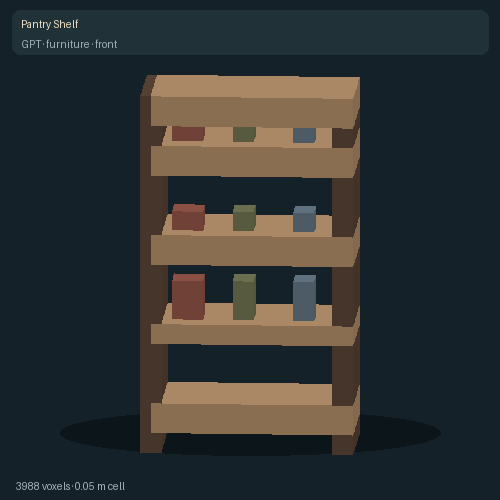 Pantry Shelf
GPT · furniture · front
3988 voxels · 0.05 m cell